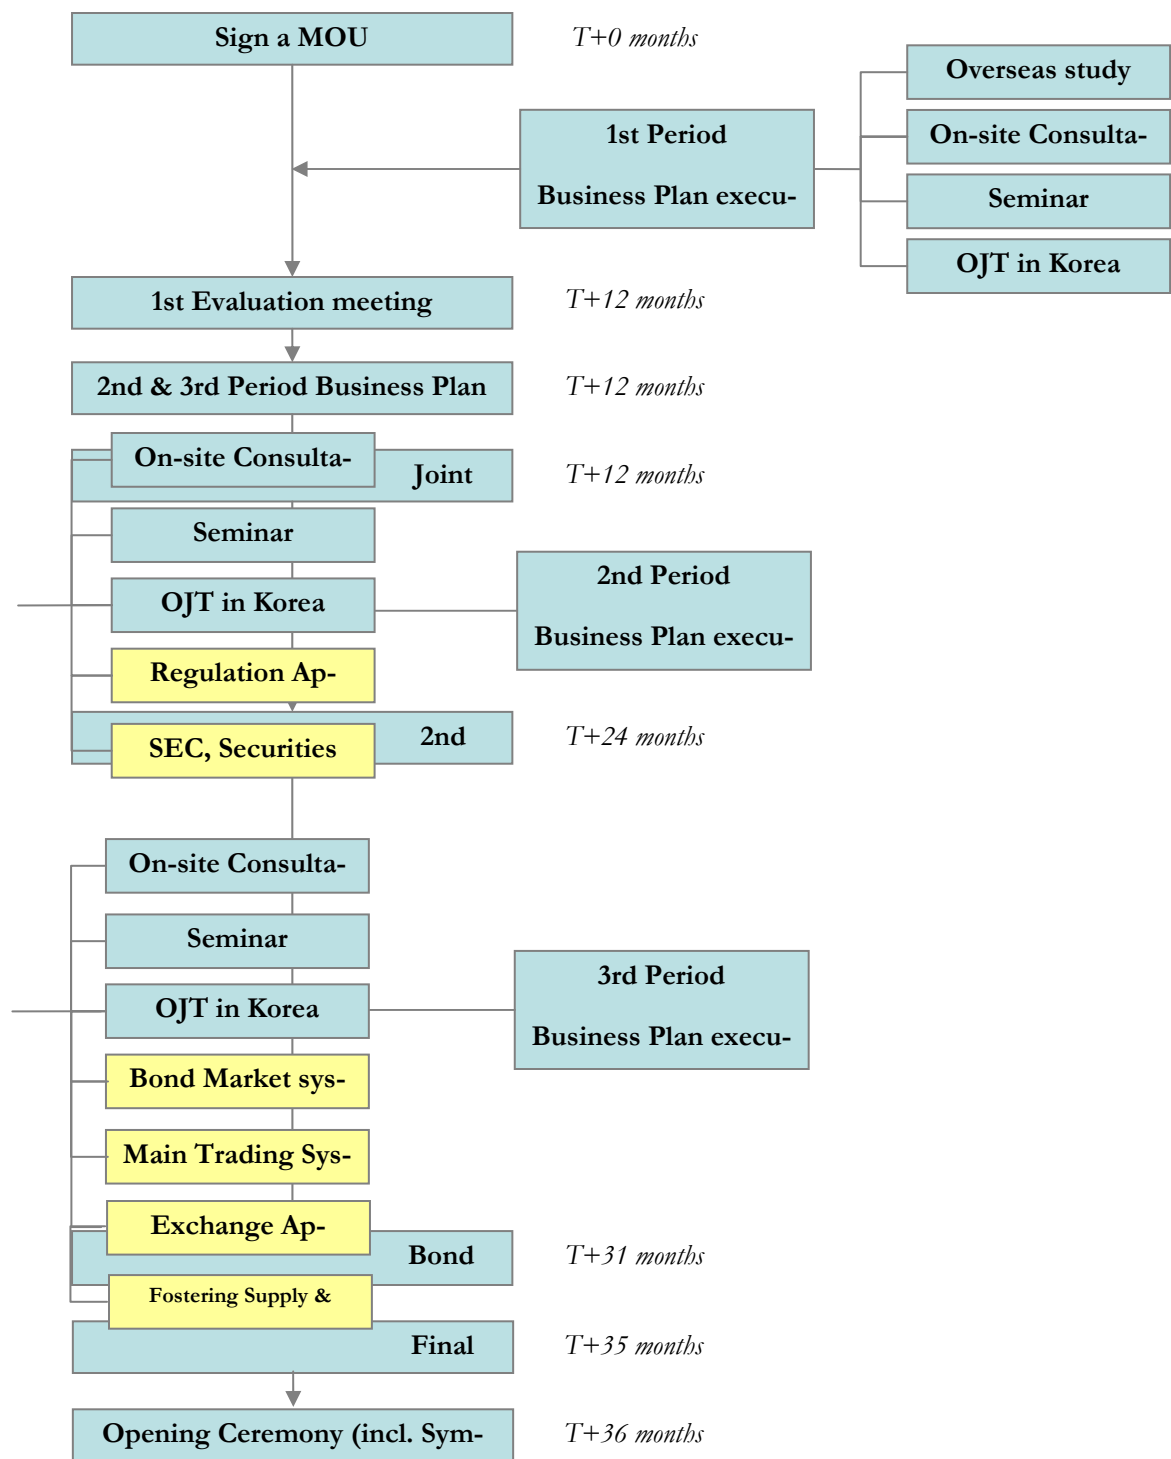 Sign a MOU
T+0 months
Overseas study
1st Period
Business Plan execu-
On-site Consulta-
Seminar
OJT in Korea
1st Evaluation meeting
T+12 months
2nd & 3rd Period Business Plan
T+12 months
On-site Consulta-
Joint
T+12 months
Seminar
2nd Period
Business Plan execu-
OJT in Korea
Regulation Ap-
2nd
T+24 months
SEC, Securities
On-site Consulta-
Seminar
3rd Period
Business Plan execu-
OJT in Korea
Bond Market sys-
Main Trading Sys-
Exchange Ap-
Bond
T+31 months
Fostering Supply &
Final
T+35 months
Opening Ceremony (incl. Sym-
T+36 months